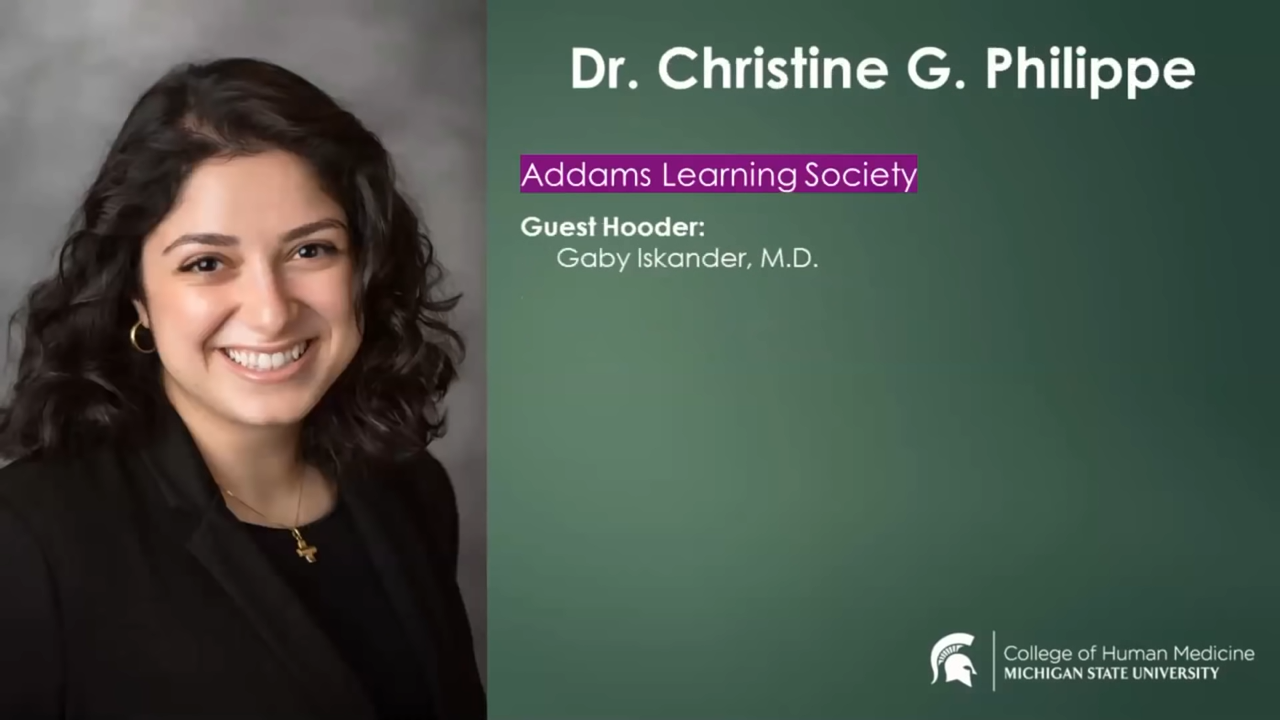 Dr. Christine G. Philippe
Addams Learning Society
Guest Hooder:
Gaby Iskander, M.D.
College of Human Medicine
MICHIGAN STATE UNIVERSITY